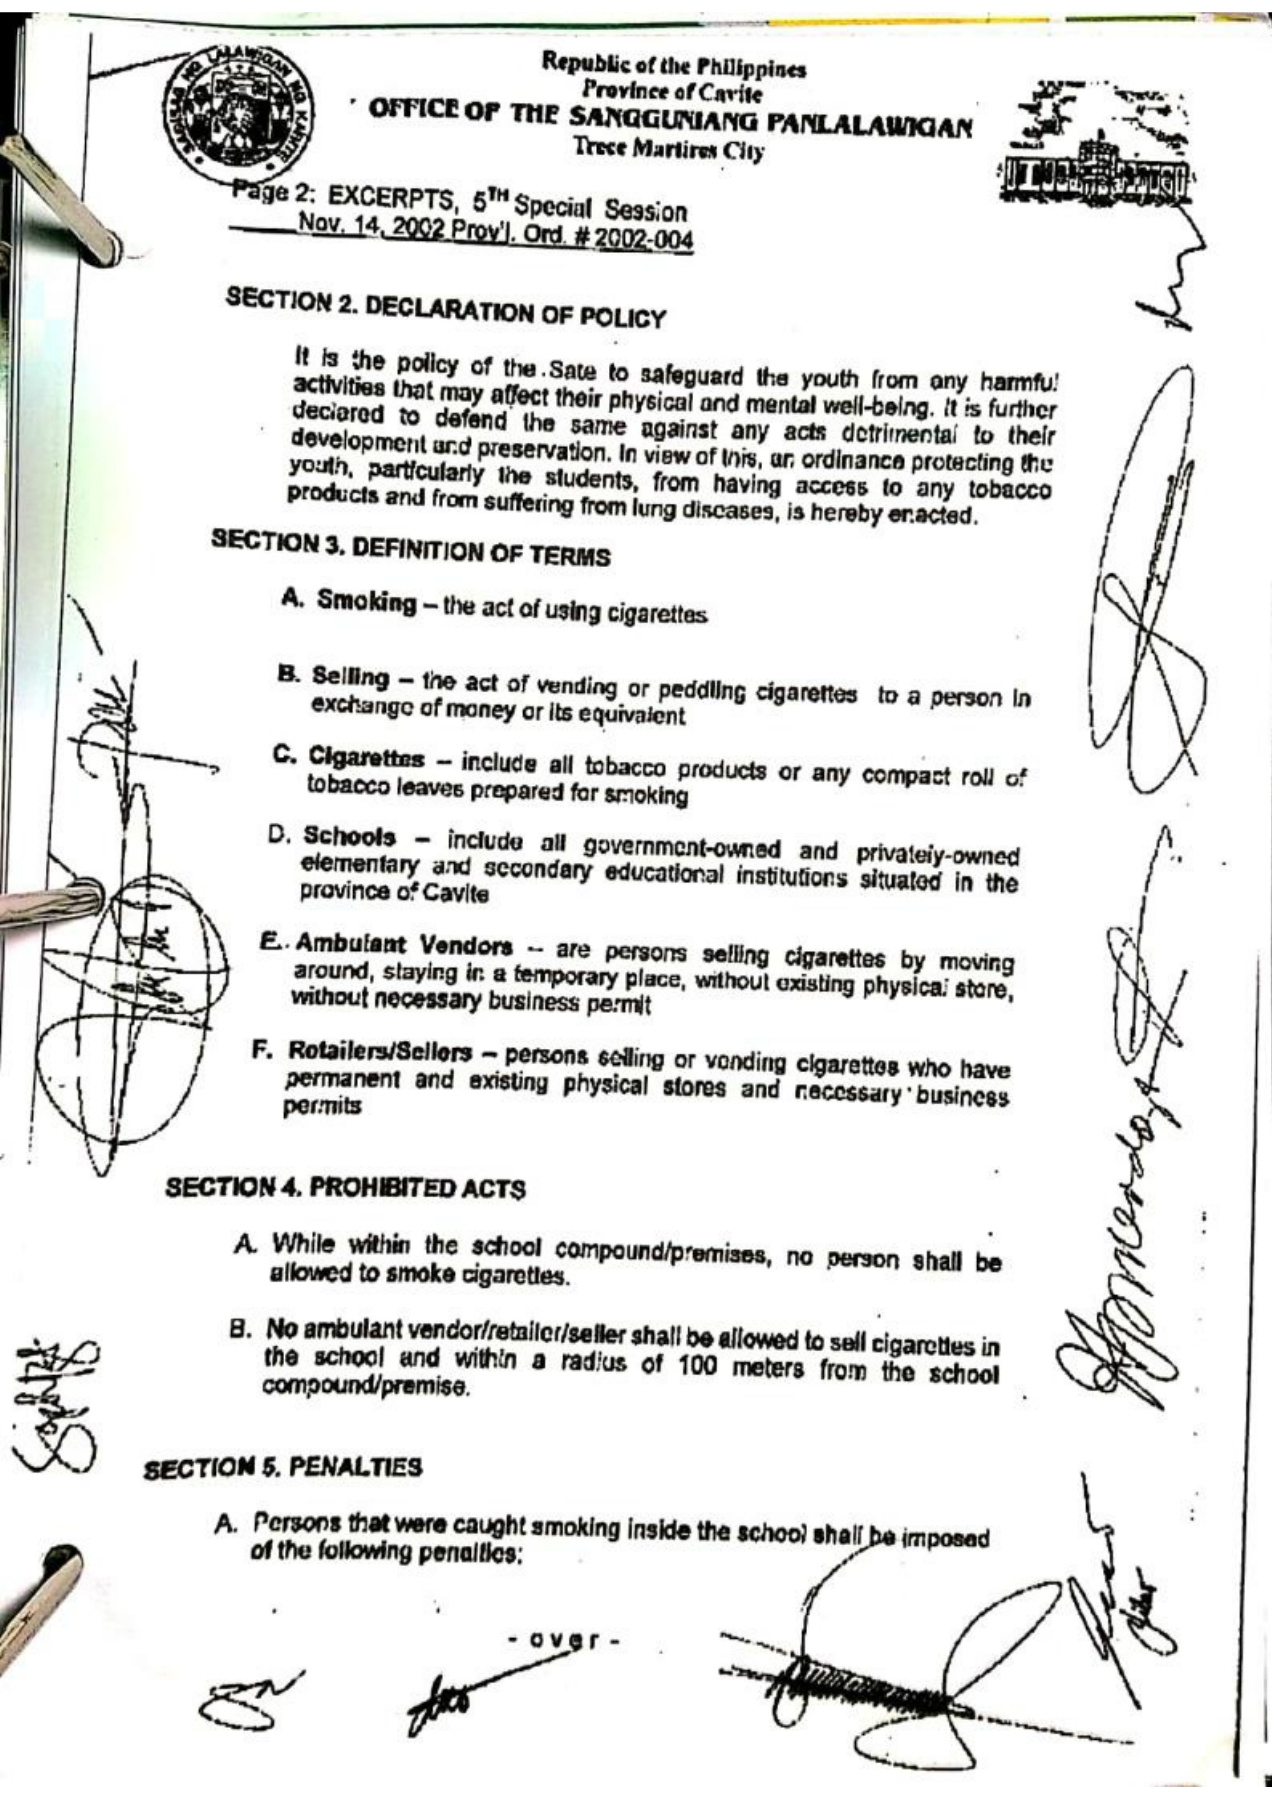 Republic of the Philippines
Province of Cavite
OFFICE OF THE SANGGUNIANG PANLALAWIGAN
Trece Martires City
Page 2: EXCERPTS, 5TH Special Session
Nov. 14, 2002 Prov'l. Ord. # 2002-004
SECTION 2. DECLARATION OF POLICY
It is the policy of the Sate to safeguard the youth from any harmful
activities that may affect their physical and mental well-being. It is further
declared to defend the same against any acts detrimental to their
development and preservation. In view of this, an ordinance protecting the
youth, particularly the students, from having access to any tobacco
products and from suffering from lung diseases, is hereby enacted.
SECTION 3. DEFINITION OF TERMS
A. Smoking – the act of using cigarettes
B. Selling – the act of vending or peddling cigarettes to a person in
exchange of money or its equivalent
C. Cigarettes – include all tobacco products or any compact roll of
tobacco leaves prepared for smoking
D. Schools – include all government-owned and privately-owned
elementary and secondary educational institutions situated in the
province of Cavite
E. Ambulant Vendors – are persons selling cigarettes by moving
around, staying in a temporary place, without existing physical store,
without necessary business permit
F. Retailers/Sellers – persons selling or vending cigarettes who have
permanent and existing physical stores and necessary business
permits
SECTION 4. PROHIBITED ACTS
A. While within the school compound/premises, no person shall be
allowed to smoke cigarettes.
B. No ambulant vendor/retailer/seller shall be allowed to sell cigarettes in
the school and within a radius of 100 meters from the school
compound/premise.
SECTION 5. PENALTIES
A. Persons that were caught smoking inside the school shall be imposed
of the following penalties:
- over -